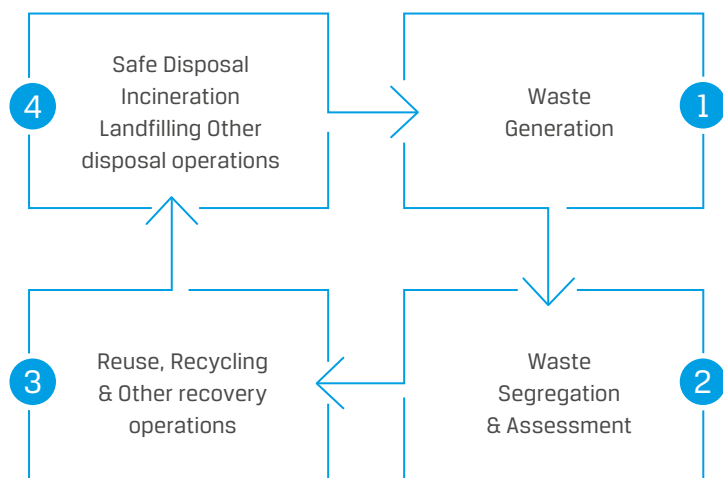 4
Safe Disposal
Incineration
Landfilling Other
disposal operations
1
Waste
Generation
3
Reuse, Recycling
& Other recovery
operations
2
Waste
Segregation
& Assessment